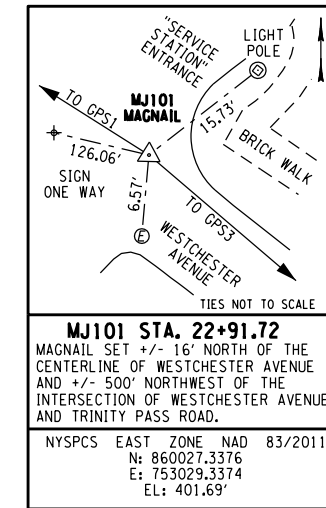 "SERVICE
STATION"
ENTRANCE
LIGHT
POLE
TO GPS1
MJ101
MAGNAIL
15.73'
126.06'
BRICK WALK
SIGN
ONE WAY
6.57'
TO GPS3
E
WESTCHESTER
AVENUE
TIES NOT TO SCALE
MJ101 STA. 22+91.72
MAGNAIL SET +/- 16' NORTH OF THE
CENTERLINE OF WESTCHESTER AVENUE
AND +/- 500' NORTHWEST OF THE
INTERSECTION OF WESTCHESTER AVENUE
AND TRINITY PASS ROAD.
NYSPCS EAST ZONE NAD 83/2011
N: 860027.3376
E: 753029.3374
EL: 401.69'